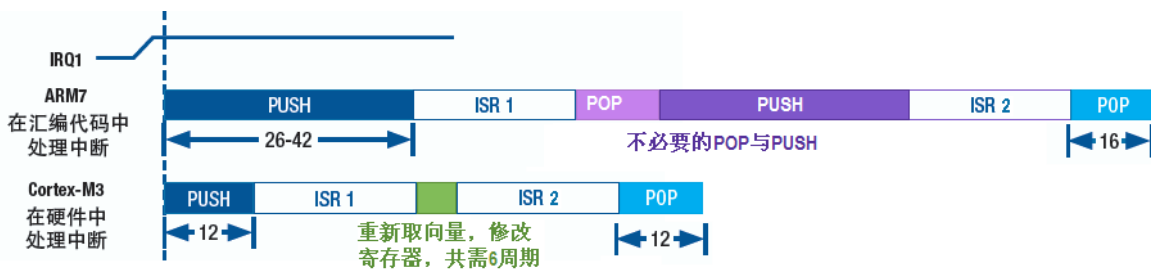 IRQ1
ARM7
在汇编代码中
处理中断
PUSH
ISR 1
POP
PUSH
ISR 2
POP
26-42
不必要的POP与PUSH
16
Cortex-M3
在硬件中
处理中断
PUSH
ISR 1
ISR 2
POP
12
重新取向量，修改
寄存器，共需6周期
12